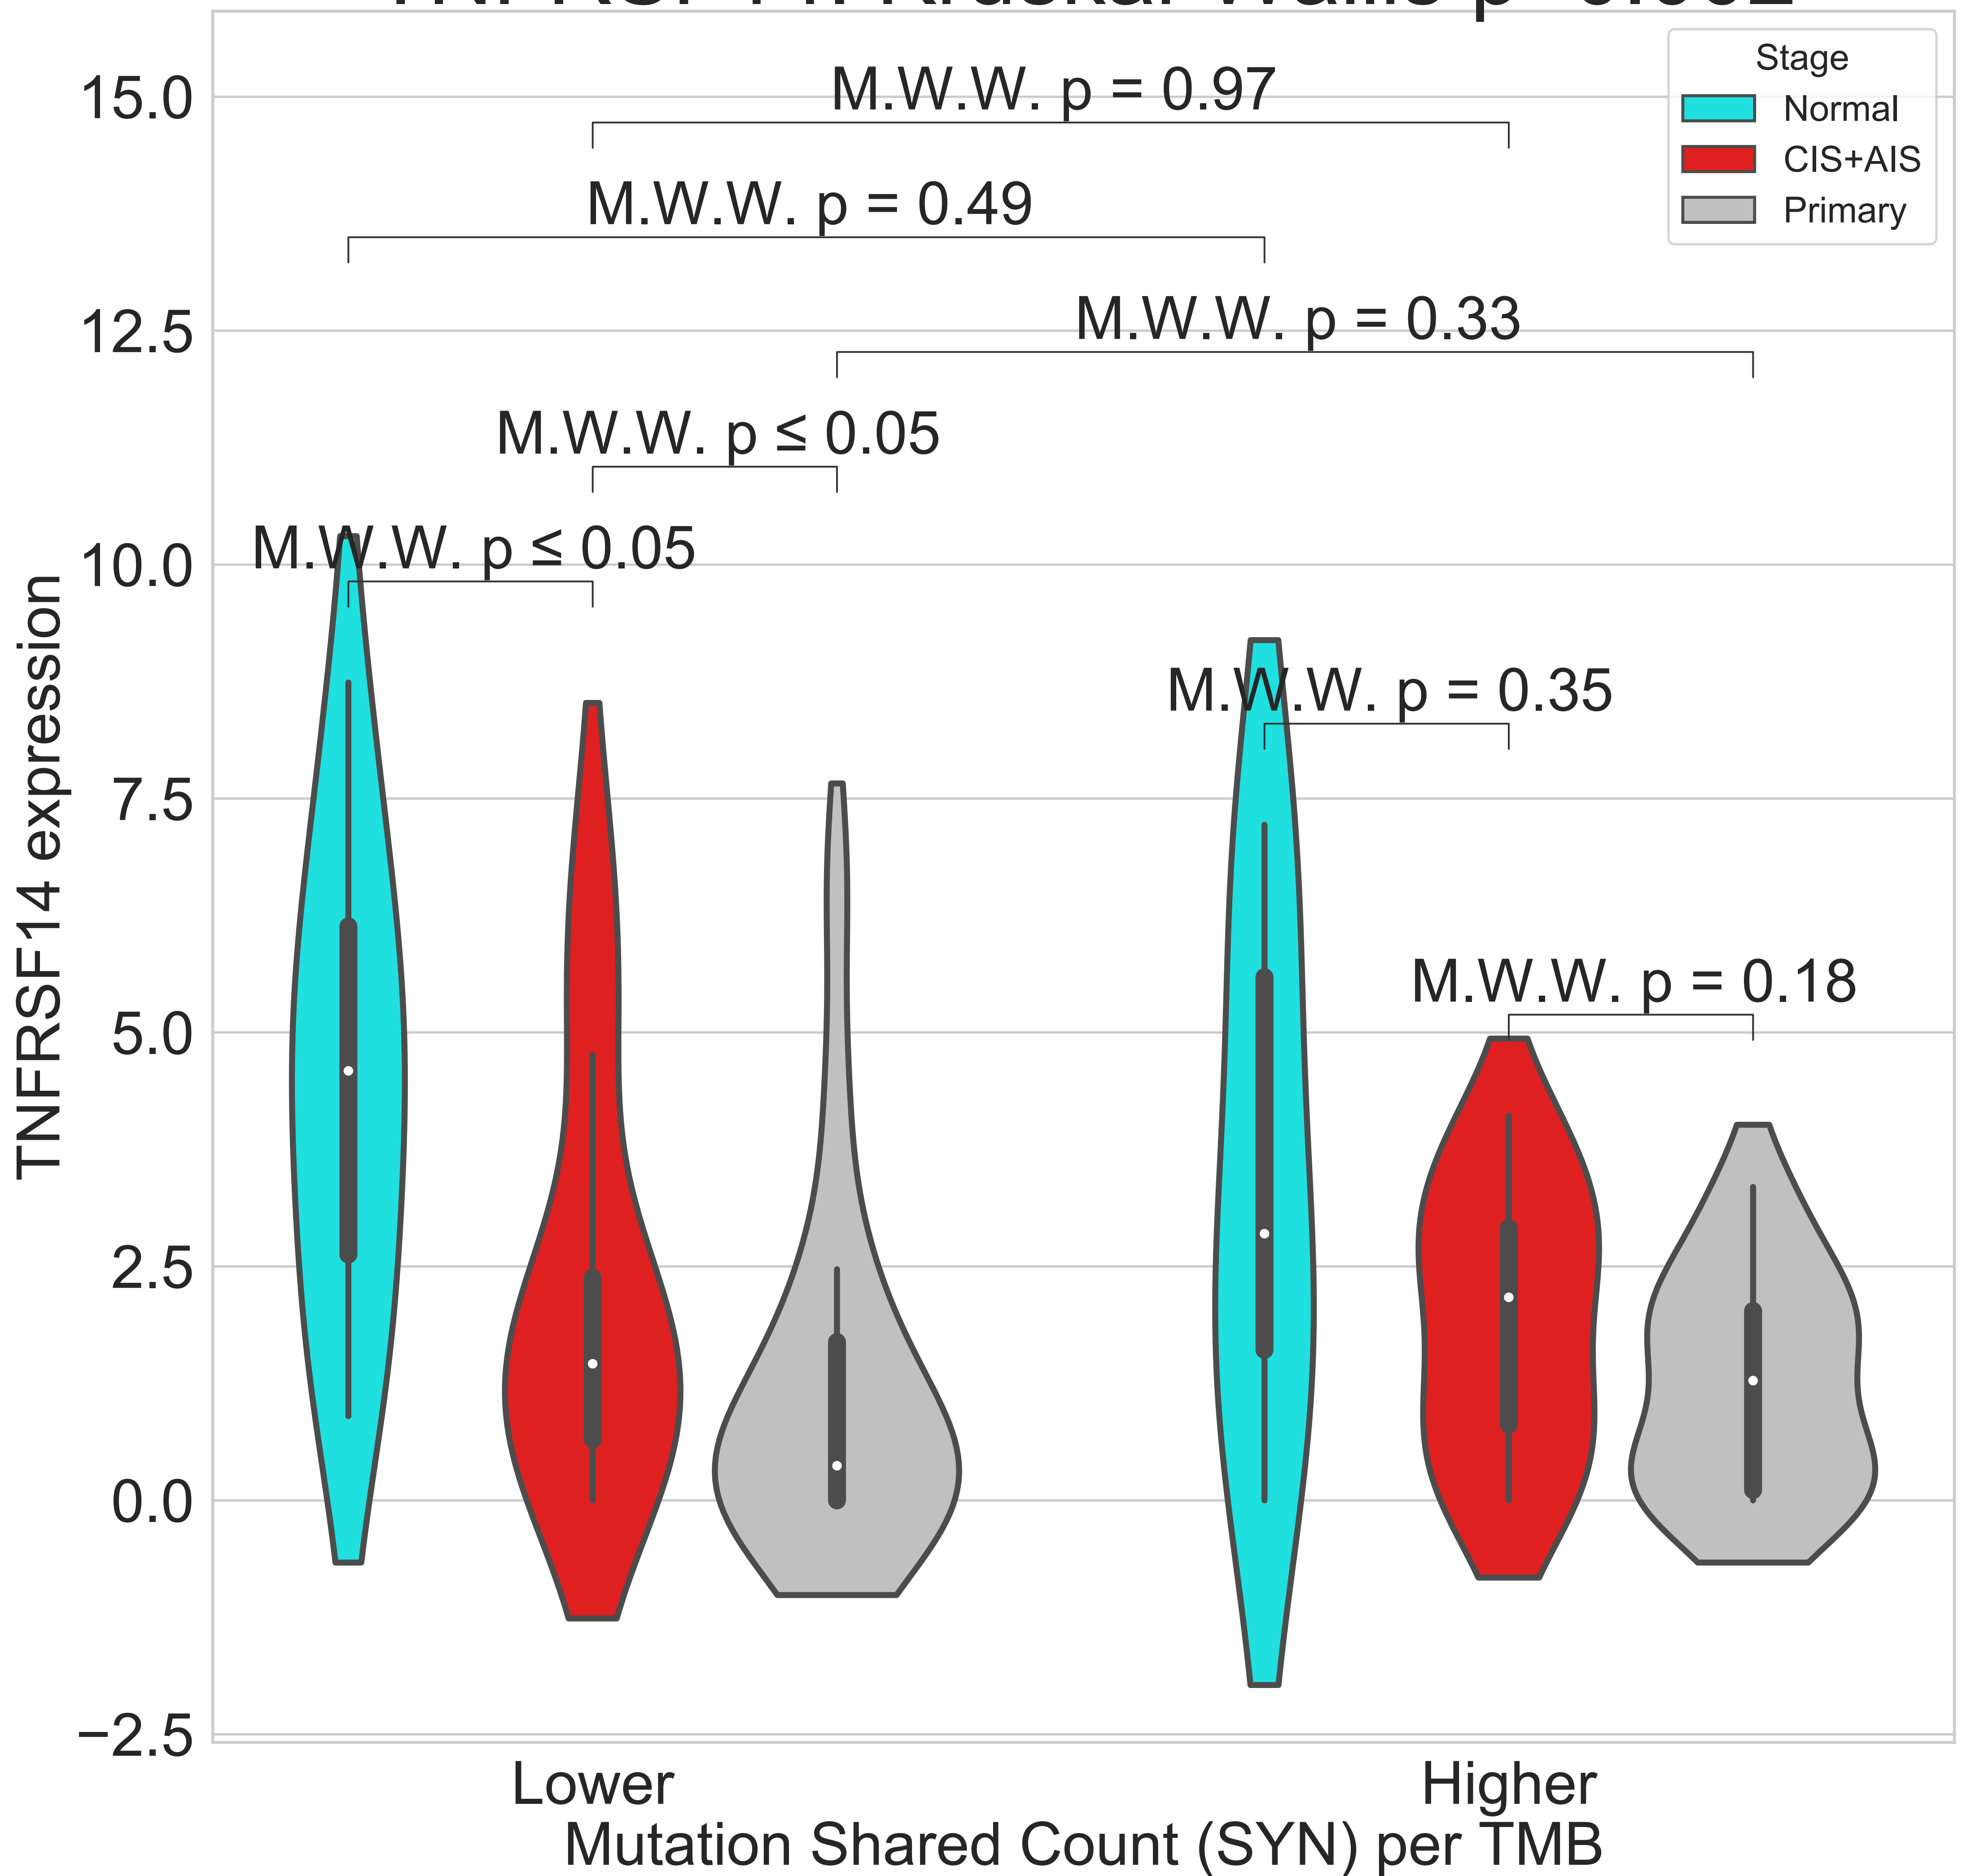 Stage
Normal
CIS+AIS
Primary
M.W.W. p = 0.97
M.W.W. p = 0.49
M.W.W. p = 0.33
M.W.W. p ≤ 0.05
M.W.W. p ≤ 0.05
M.W.W. p = 0.35
M.W.W. p = 0.18
15.0
12.5
10.0
7.5
5.0
2.5
0.0
−2.5
TNFRSF14 expression
Lower
Higher
Mutation Shared Count (SYN) per TMB